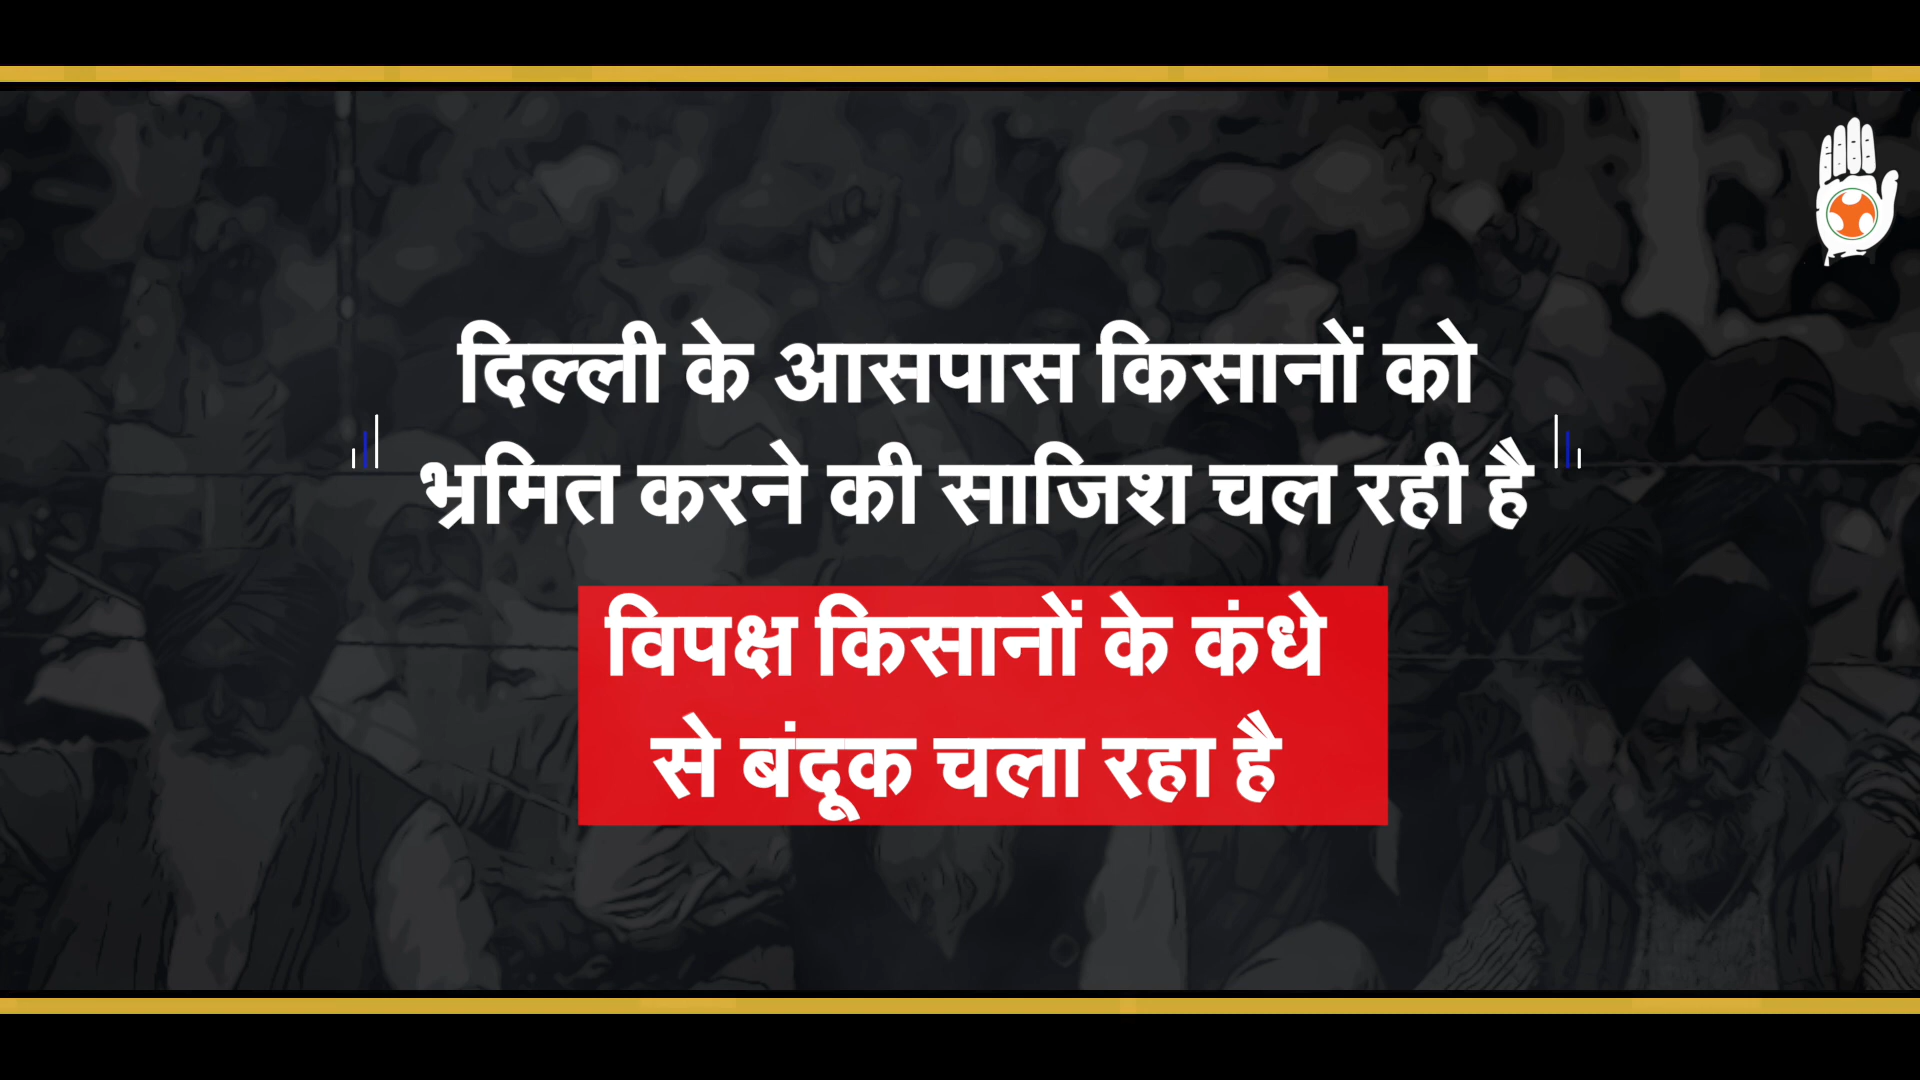 दिल्ली के आसपास किसानों को
भ्रमित करने की साजिश चल रही है
विपक्ष किसानों के कंधे
से बंदूक चला रहा है